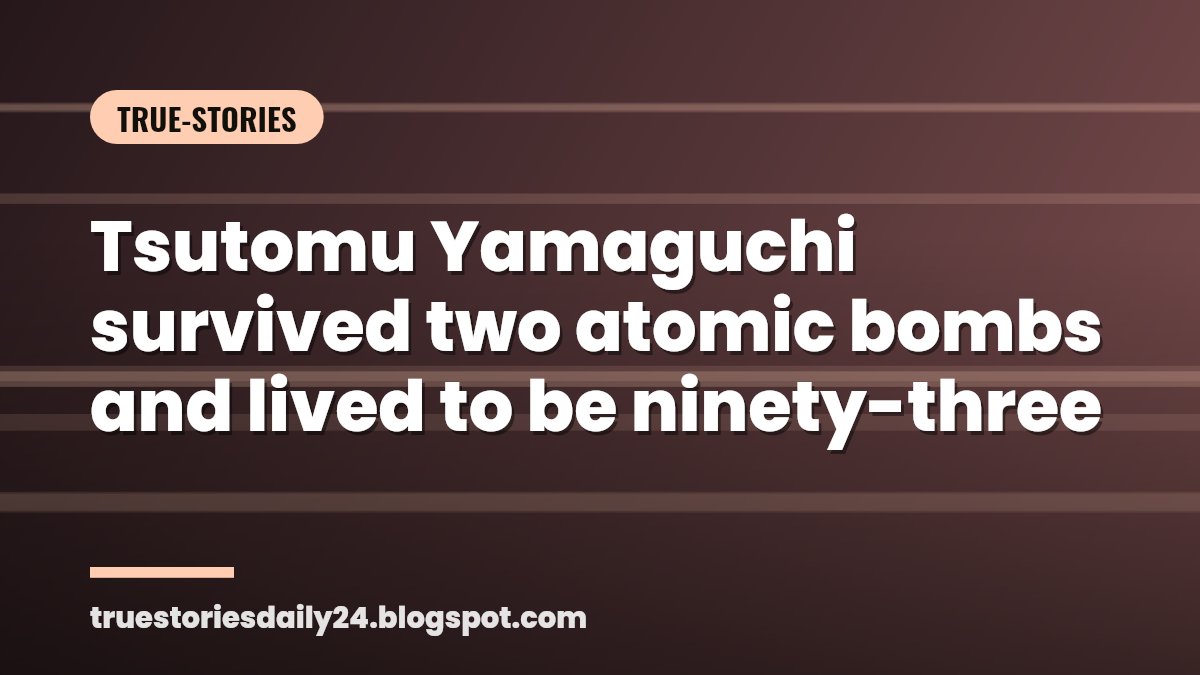 TRUE-STORIES
Tsutomu Yamaguchi
survived two atomic bombs
and lived to be ninety-three
truestoriesdaily24.blogspot.com